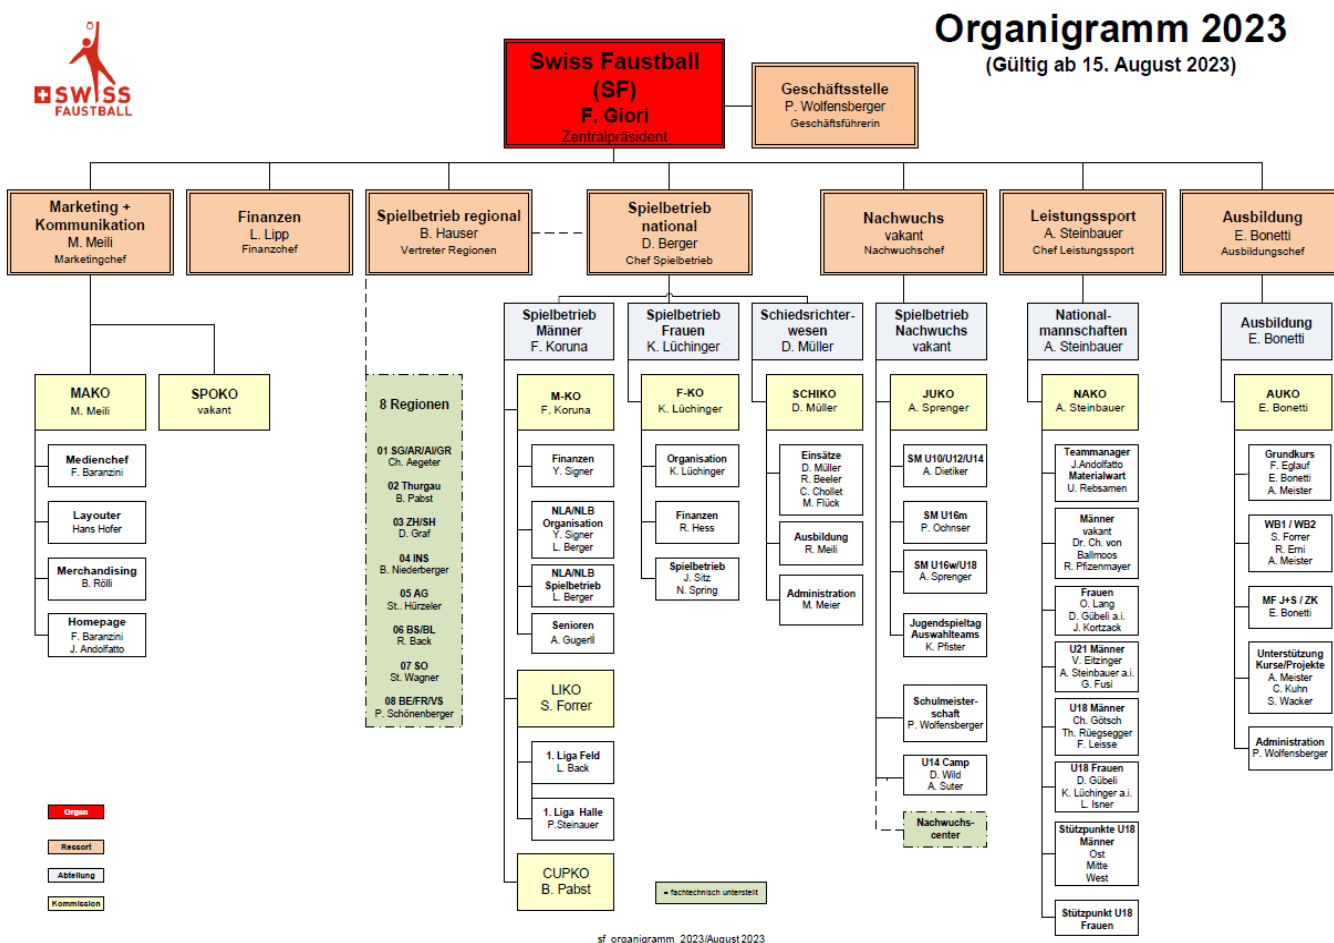 Organigramm 2023
(Gültig ab 15. August 2023)
SWISS
FAUSTBALL
Swiss Faustball
(SF)
F. Giori
Zentralpräsident
Geschäftsstelle
P. Wolfensberger
Geschäftsführerin
Marketing +
Kommunikation
M. Meili
Marketingchef
Finanzen
L. Lipp
Finanzchef
Spielbetrieb regional
B. Hauser
Vertreter Regionen
Spielbetrieb
national
D. Berger
Chef Spielbetrieb
Nachwuchs
vakant
Nachwuchschef
Leistungssport
A. Steinbauer
Chef Leistungssport
Ausbildung
E. Bonetti
Ausbildungschef
Spielbetrieb
Männer
F. Koruna
Spielbetrieb
Frauen
K. Lüchinger
Schiedsrichter-
wesen
D. Müller
Spielbetrieb
Nachwuchs
vakant
National-
mannschaften
A. Steinbauer
Ausbildung
E. Bonetti
MAKO
M. Meili
SPOKO
vakant
8 Regionen
M-KO
F. Koruna
F-KO
K. Lüchinger
SCHIKO
D. Müller
JUKO
A. Sprenger
NAKO
A. Steinbauer
AUKO
E. Bonetti
Medienchef
F. Baranzini
Layouter
Hans Hofer
Merchandising
B. Rölli
Homepage
F. Baranzini
J. Andolfatto
01 SG/AR/AI/GR
Ch. Aegeter
02 Thurgau
B. Pabst
03 ZH/SH
D. Graf
04 INS
B. Niederberger
05 AG
St.. Hürzeler
06 BS/BL
R. Back
07 SO
St. Wagner
08 BE/FR/VS
P. Schönenberger
Finanzen
Y. Signer
NLA/NLB
Organisation
Y. Signer
L. Berger
NLA/NLB
Spielbetrieb
L. Berger
Senioren
A. Gugerli
LIKO
S. Forrer
1. Liga Feld
L. Back
1. Liga Halle
P.Steinauer
CUPKO
B. Pabst
Organisation
K. Lüchinger
Finanzen
R. Hess
Spielbetrieb
J. Sitz
N. Spring
Einsätze
D. Müller
R. Beeler
C. Chollet
M. Flück
Ausbildung
R. Meili
Administration
M. Meier
SM U10/U12/U14
A. Dietiker
SM U16m
P. Ochnser
SM U16w/U18
A. Sprenger
Jugendspieltag
Auswahlteams
K. Pfister
Schulmeister-
schaft
P. Wolfensberger
U14 Camp
D. Wild
A. Suter
Nachwuchs-
center
Teammanager
J.Andolfatto
Materialwart
U. Rebsamen
Männer
vakant
Dr. Ch. von
Ballmoos
R. Pfizenmayer
Frauen
O. Lang
D. Gübeli a.i.
J. Kortzack
U21 Männer
V. Eitzinger
A. Steinbauer a.i.
G. Fusi
U18 Männer
Ch. Götsch
Th. Rüegsegger
F. Leisse
U18 Frauen
D. Gübeli
K. Lüchinger a.i.
L. Isner
Stützpunkte U18
Männer
Ost
Mitte
West
Stützpunkt U18
Frauen
Grundkurs
F. Eglauf
E. Bonetti
A. Meister
WB1 / WB2
S. Forrer
R. Erni
A. Meister
MF J+S / ZK
E. Bonetti
Unterstützung
Kurse/Projekte
A. Meister
C. Kuhn
S. Wacker
Administration
P. Wolfensberger
Organ
Ressort
Abteilung
Kommission
= fachtechnisch unterstellt
sf_organigramm_2023/August 2023